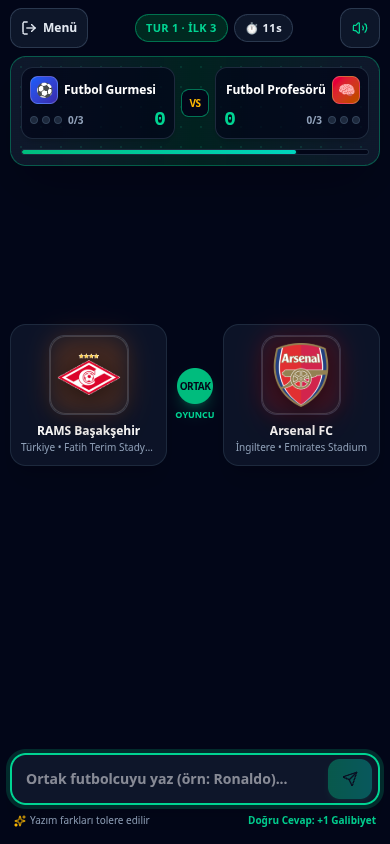 Menü
TUR 1 · İLK 3
11s
Futbol Gurmesi
0/3
0
VS
Futbol Profesörü
0
0/3
RAMS Başakşehir
Türkiye • Fatih Terim Stady...
ORTAK
OYUNCU
Arsenal
Arsenal FC
İngiltere • Emirates Stadium
Ortak futbolcuyu yaz (örn: Ronaldo)...
Yazım farkları tolere edilir
Doğru Cevap: +1 Galibiyet